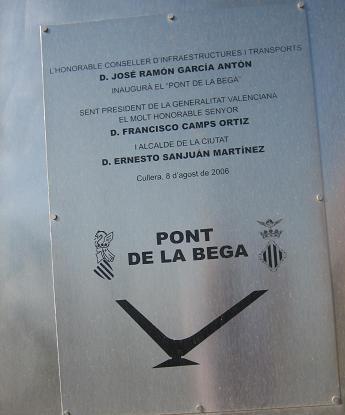 L'HONORABLE CONSELLER D'INFRAESTRUCTURES I TRANSPORTS
D. JOSÉ RAMÓN GARCÍA ANTÓN
INAUGURÀ EL "PONT DE LA BEGA"
SENT PRESIDENT DE LA GENERALITAT VALENCIANA
EL MOLT HONORABLE SENYOR
D. FRANCISCO CAMPS ORTIZ
I ALCALDE DE LA CIUTAT
D. ERNESTO SANJUÁN MARTÍNEZ
Cullera, 8 d'agost de 2006
PONT
DE LA BEGA